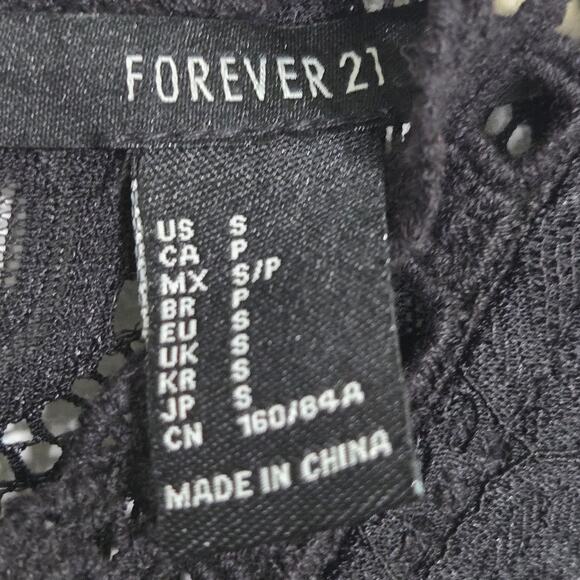 FOREVER 21
US S
CA P
MX S/P
BR P
EU S
UK S
KR S
JP S
CN 160/84A
MADE IN CHINA